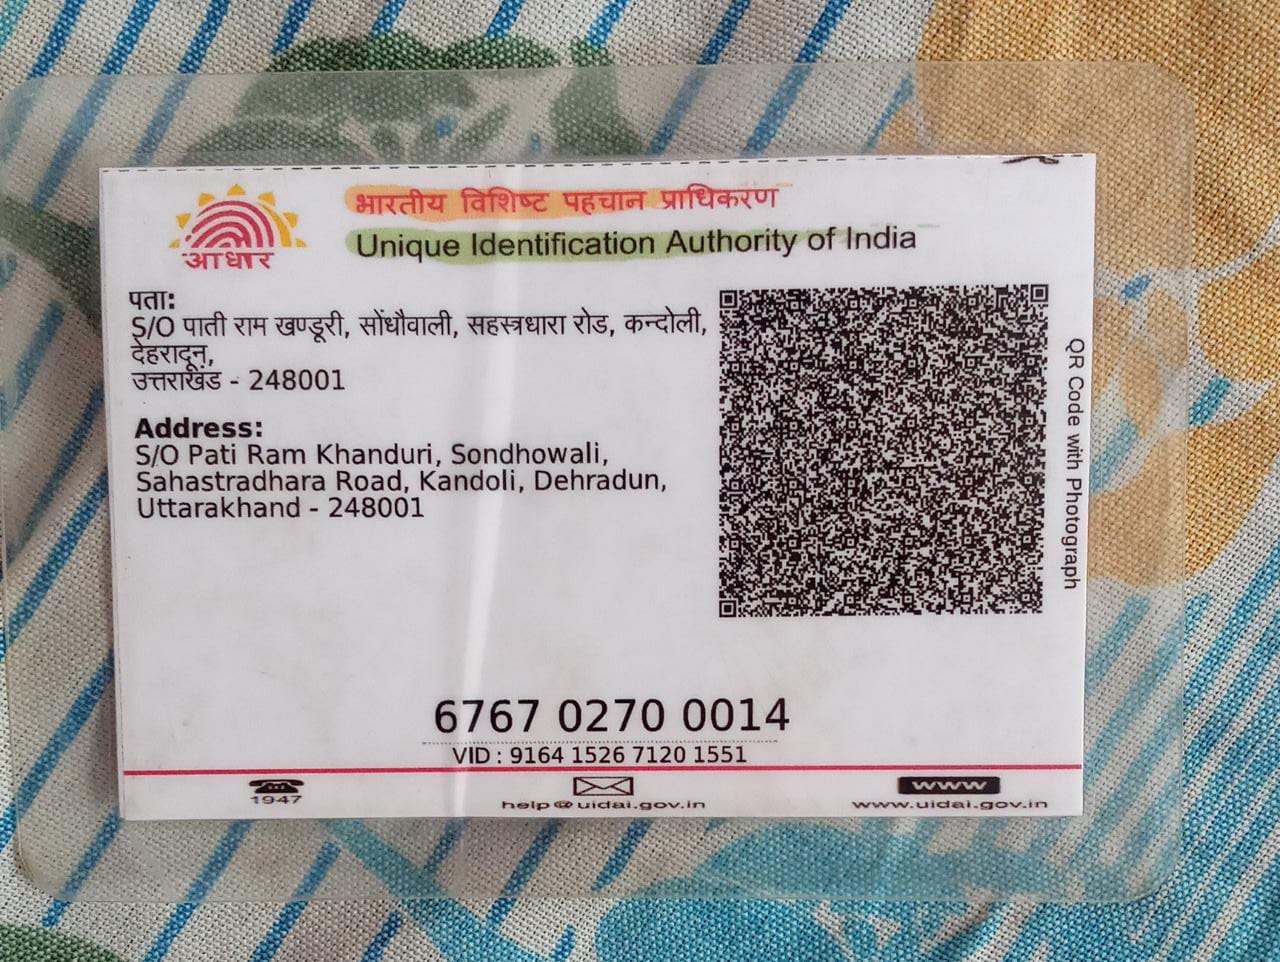 भारतीय विशिष्ट पहचान प्राधिकरण
Unique Identification Authority of India
आधार
पता:
S/O पाती राम खण्डूरी, सोंधौवाली, सहस्त्रधारा रोड, कन्दोली,
देहरादून,
उत्तराखंड - 248001
Address:
S/O Pati Ram Khanduri, Sondhowali,
Sahastradhara Road, Kandoli, Dehradun,
Uttarakhand - 248001
QR Code with Photograph
6767 0270 0014
VID : 9164 1526 7120 1551
1947
help@uidai.gov.in
www
www.uidai.gov.in